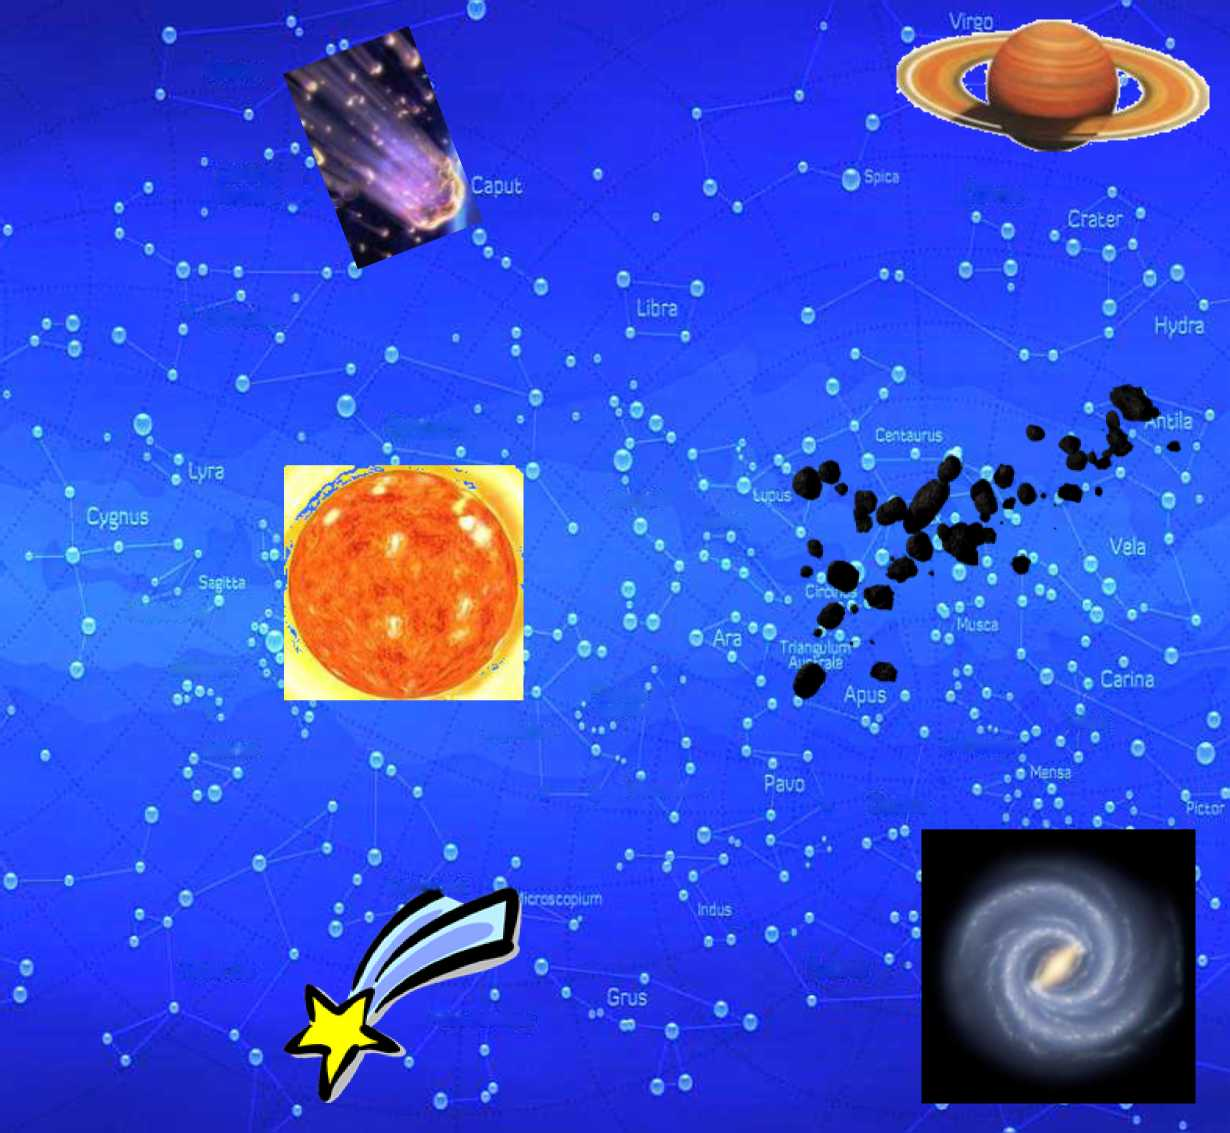 Virgo
Caput
Spica
Crater
Libra
Hydra
Antila
Centaurus
Lyra
Lupus
Cygnus
Vela
Sagitta
Circinus
Musca
Ara
Triangulum
Australe
Carina
Apus
Mensa
Pavo
Pictor
Microscopium
Indus
Grus